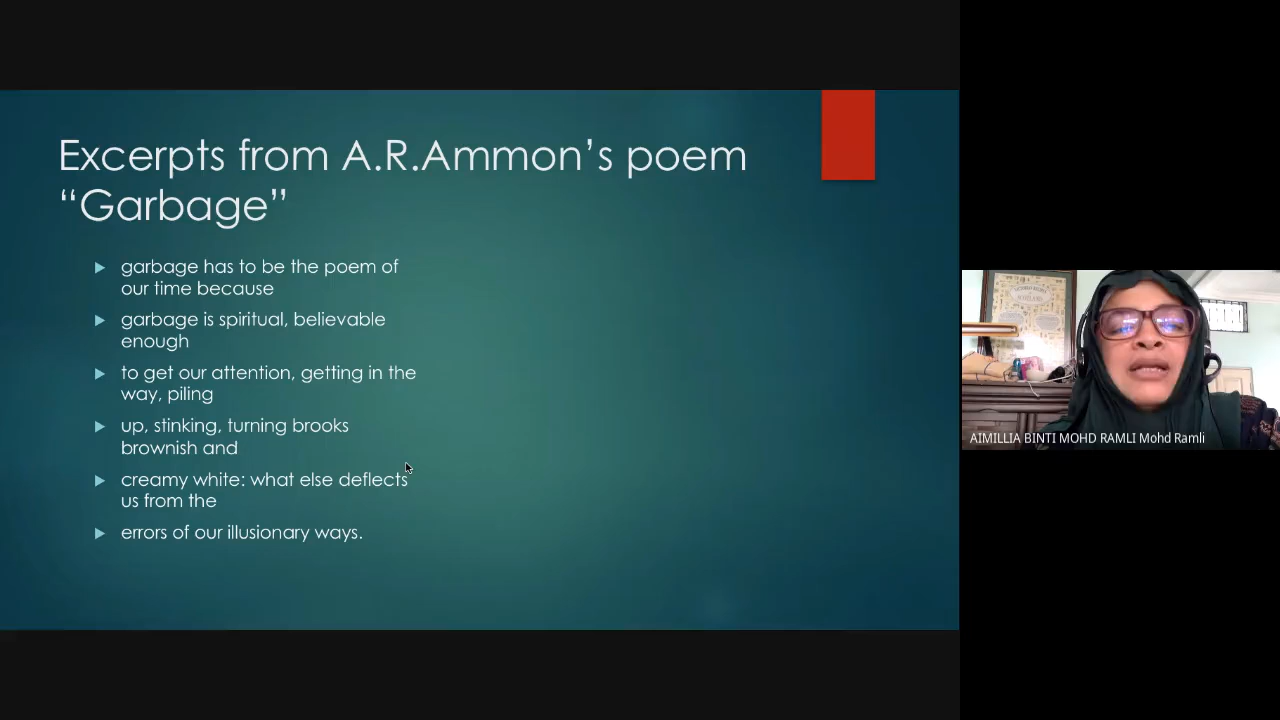 Excerpts from A.R.Ammon’s poem
“Garbage”
garbage has to be the poem of
our time because
garbage is spiritual, believable
enough
to get our attention, getting in the
way, piling
up, stinking, turning brooks
brownish and
creamy white: what else deflects
us from the
errors of our illusionary ways.
AIMILLIA BINTI MOHD RAMLI Mohd Ramli